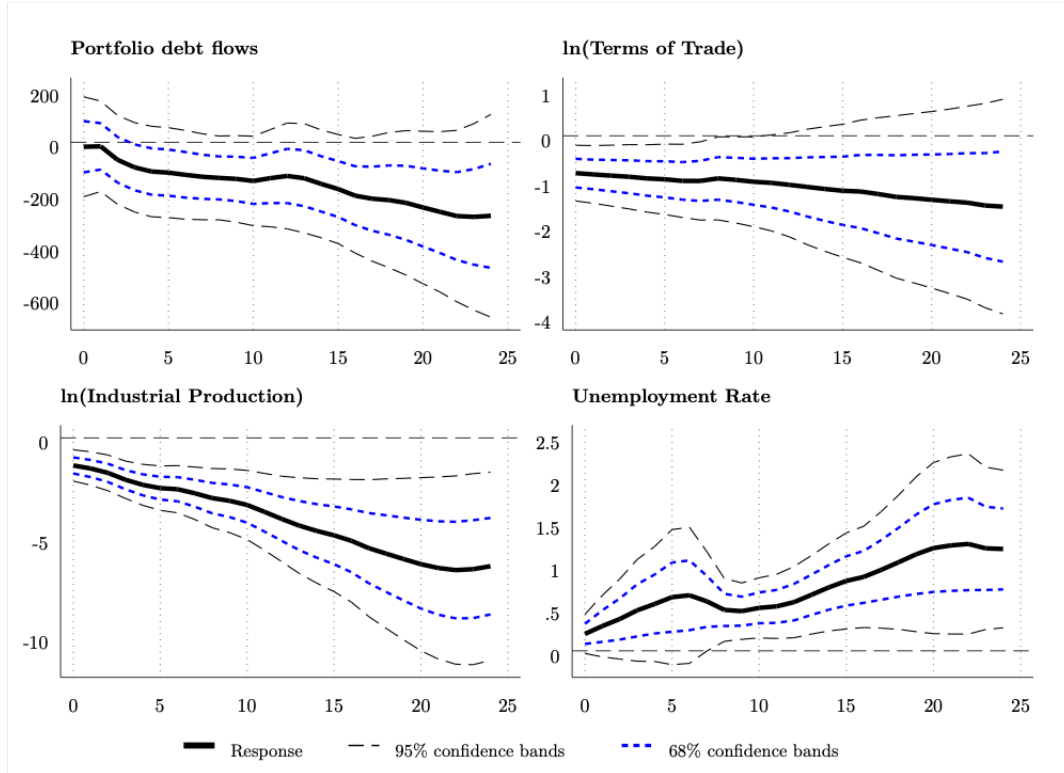 Portfolio debt flows
200
0
-200
-400
-600
0 5 10 15 20 25
ln(Terms of Trade)
1
0
-1
-2
-3
-4
0 5 10 15 20 25
ln(Industrial Production)
0
-5
-10
0 5 10 15 20 25
Unemployment Rate
2.5
2
1.5
1
.5
0
0 5 10 15 20 25
Response 95% confidence bands 68% confidence bands